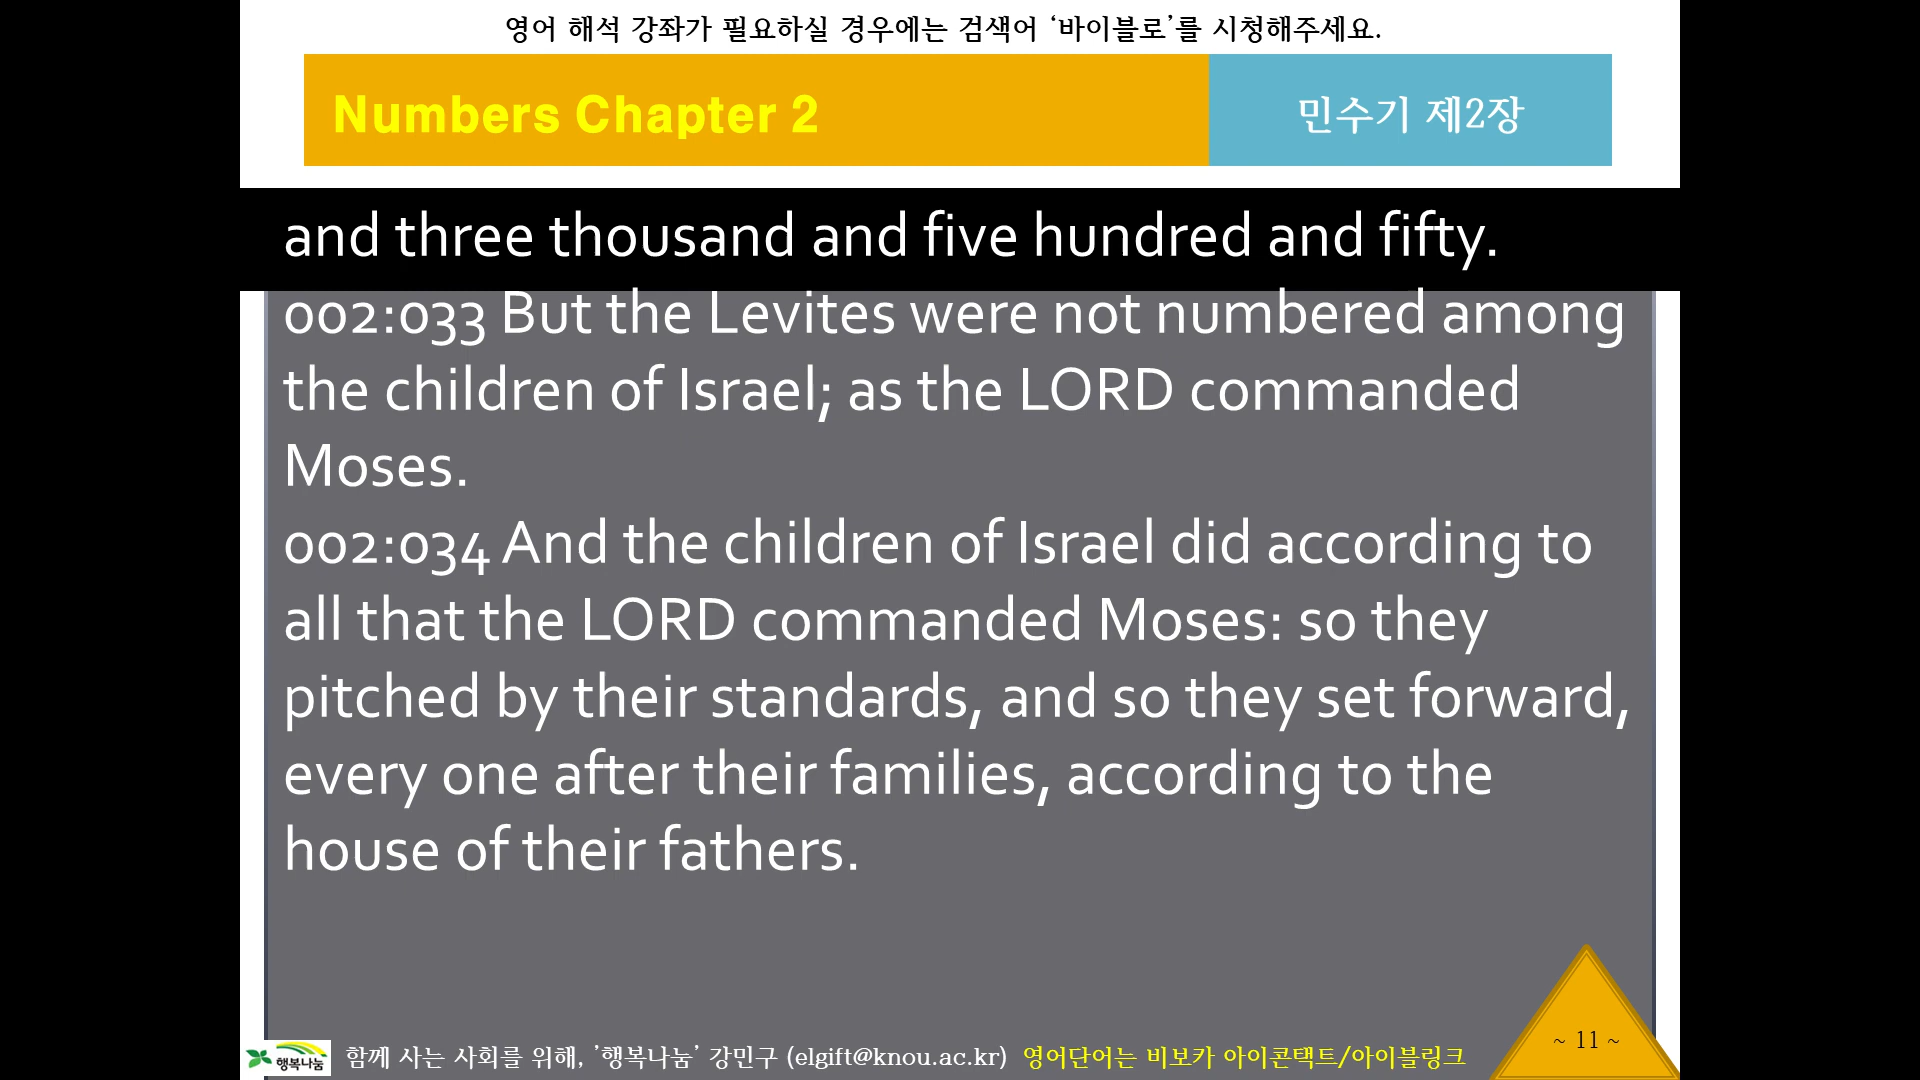 영어 해석 강좌가 필요하실 경우에는 검색어 ‘바이블로’를 시청해주세요.
Numbers Chapter 2
민수기 제2장
and three thousand and five hundred and fifty.
002:033 But the Levites were not numbered among
the children of Israel; as the LORD commanded
Moses.
002:034 And the children of Israel did according to
all that the LORD commanded Moses: so they
pitched by their standards, and so they set forward,
every one after their families, according to the
house of their fathers.
~ 11 ~
행복나눔
함께 사는 사회를 위해, ’행복나눔’ 강민구 (elgift@knou.ac.kr) 영어단어는 비보카 아이콘택트/아이블링크